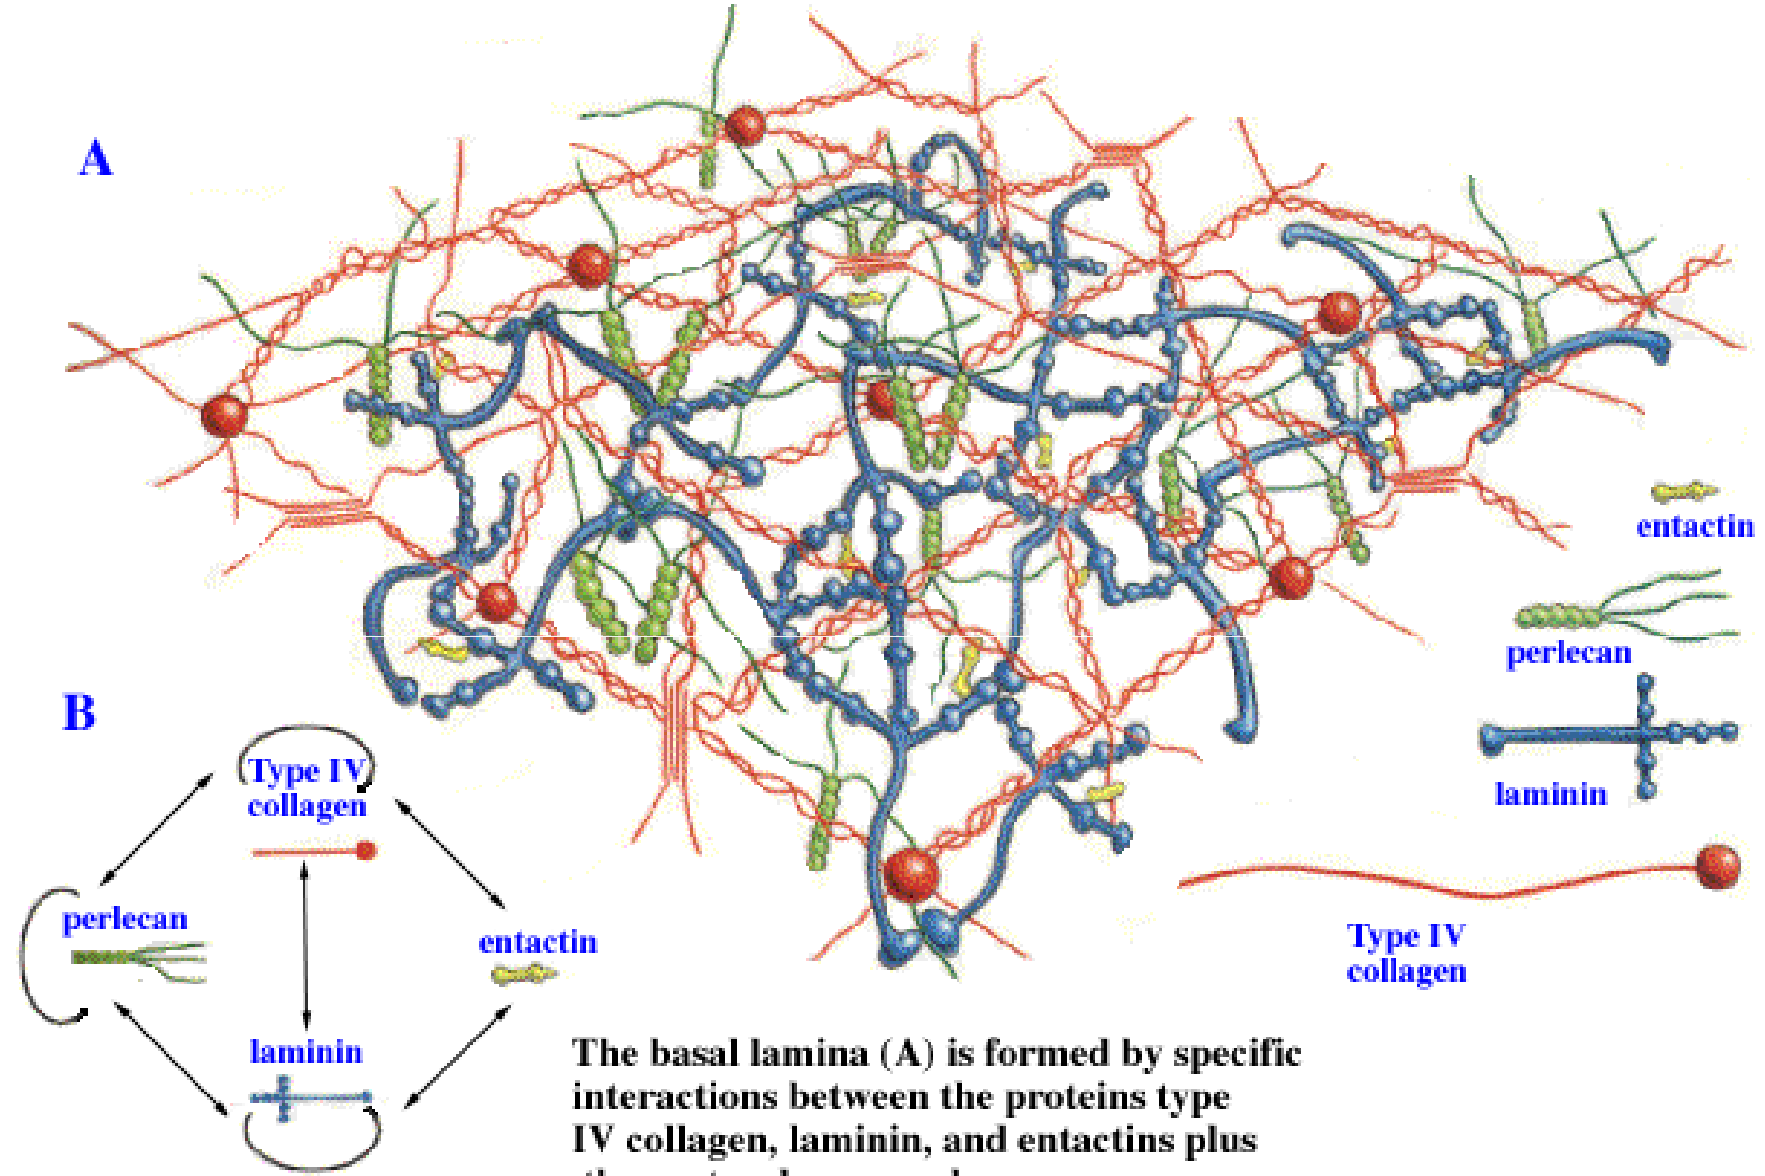 A
entactin
perlecan
laminin
Type IV
collagen
B
Type IV
collagen
perlecan
entactin
laminin
The basal lamina (A) is formed by specific
interactions between the proteins type
IV collagen, laminin, and entactins plus